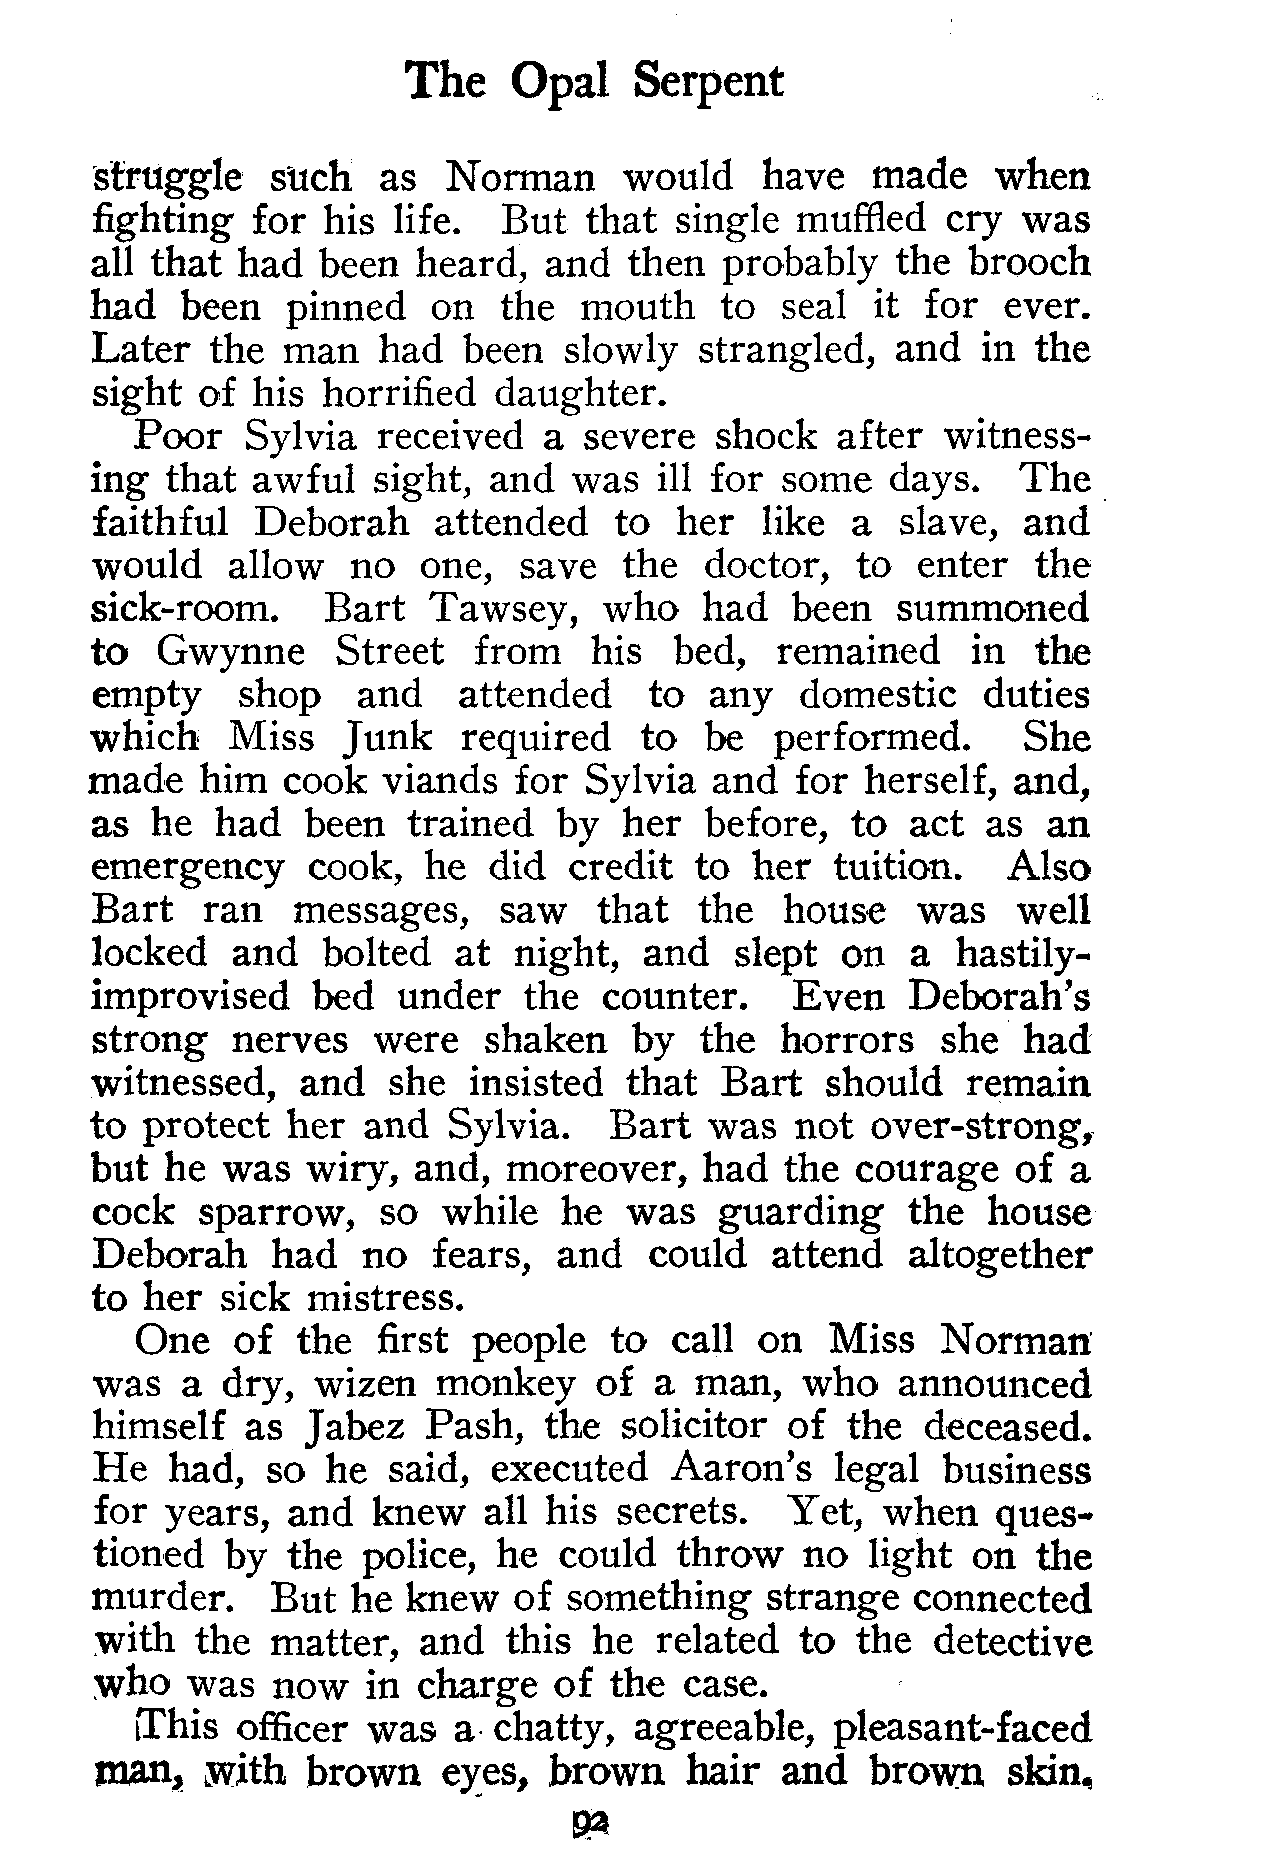 The Opal Serpent
struggle such as Norman would have made when
fighting for his life. But that single muffled cry was
all that had been heard, and then probably the brooch
had been pinned on the mouth to seal it for ever.
Later the man had been slowly strangled, and in the
sight of his horrified daughter.
Poor Sylvia received a severe shock after witness-
ing that awful sight, and was ill for some days. The
faithful Deborah attended to her like a slave, and
would allow no one, save the doctor, to enter the
sick-room. Bart Tawsey, who had been summoned
to Gwynne Street from his bed, remained in the
empty shop and attended to any domestic duties
which Miss Junk required to be performed. She
made him cook viands for Sylvia and for herself, and,
as he had been trained by her before, to act as an
emergency cook, he did credit to her tuition. Also
Bart ran messages, saw that the house was well
locked and bolted at night, and slept on a hastily-
improvised bed under the counter. Even Deborah's
strong nerves were shaken by the horrors she had
witnessed, and she insisted that Bart should remain
to protect her and Sylvia. Bart was not over-strong,
but he was wiry, and, moreover, had the courage of a
cock sparrow, so while he was guarding the house
Deborah had no fears, and could attend altogether
to her sick mistress.
One of the first people to call on Miss Norman
was a dry, wizen monkey of a man, who announced
himself as Jabez Pash, the solicitor of the deceased.
He had, so he said, executed Aaron's legal business
for years, and knew all his secrets. Yet, when ques-
tioned by the police, he could throw no light on the
murder. But he knew of something strange connected
with the matter, and this he related to the detective
who was now in charge of the case.
This officer was a chatty, agreeable, pleasant-faced
man, with brown eyes, brown hair and brown skin.
92